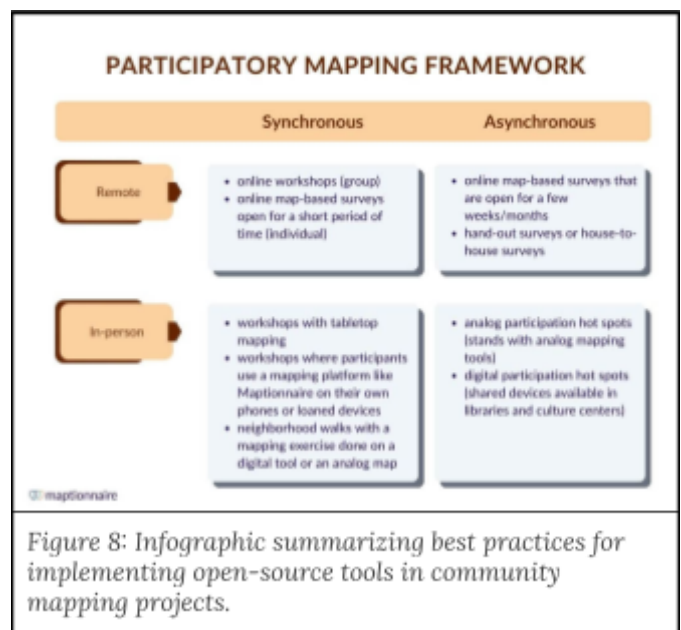 PARTICIPATORY MAPPING FRAMEWORK
Synchronous
Asynchronous
Remote
• online workshops (group)
• online map-based surveys
open for a short period of
time (individual)
• online map-based surveys that
are open for a few
weeks/months
• hand-out surveys or house-to-
house surveys
In-person
• workshops with tabletop
mapping
• workshops where participants
use a mapping platform like
Maptionnaire on their own
phones or loaned devices
• neighborhood walks with a
mapping exercise done on a
digital tool or an analog map
• analog participation hot spots
(stands with analog mapping
tools)
• digital participation hot spots
(shared devices available in
libraries and culture centers)
maptionnaire
Figure 8: Infographic summarizing best practices for
implementing open-source tools in community
mapping projects.